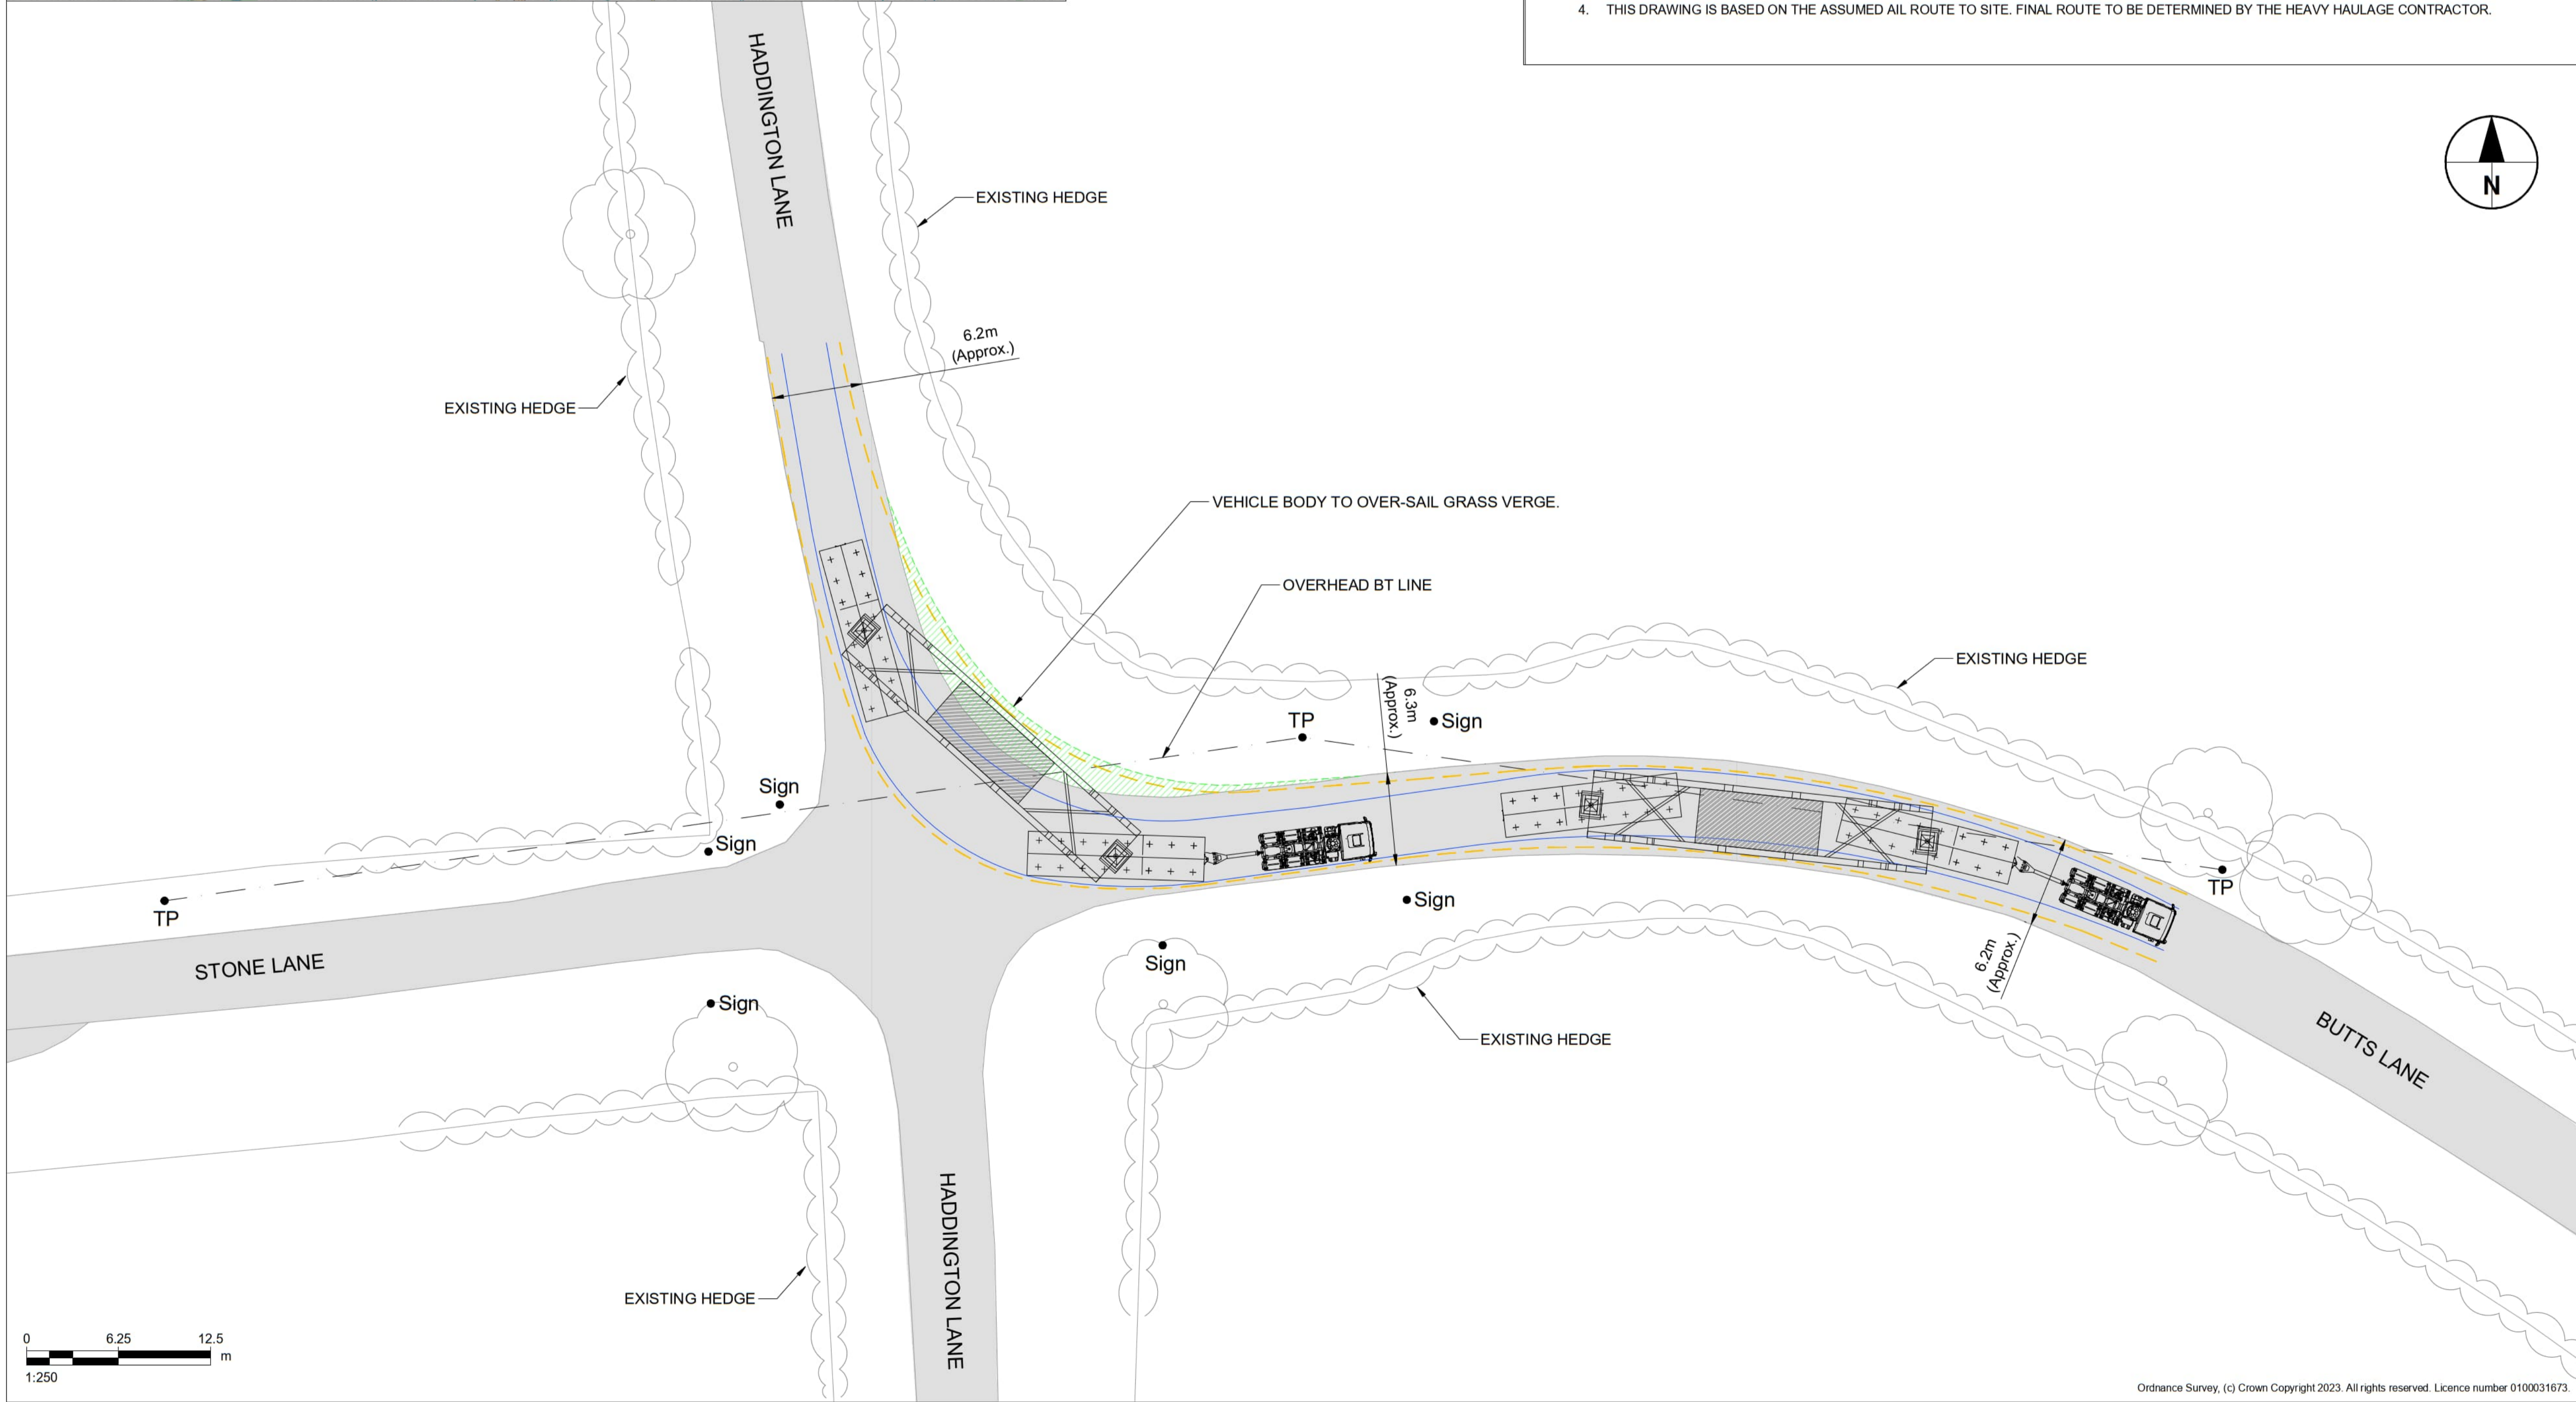 4. THIS DRAWING IS BASED ON THE ASSUMED AIL ROUTE TO SITE. FINAL ROUTE TO BE DETERMINED BY THE HEAVY HAULAGE CONTRACTOR.
HADDINGTON LANE
N
EXISTING HEDGE
6.2m
(Approx.)
EXISTING HEDGE
VEHICLE BODY TO OVER-SAIL GRASS VERGE.
OVERHEAD BT LINE
EXISTING HEDGE
6.3m
(Approx.)
TP
Sign
Sign
Sign
TP
TP
Sign
STONE LANE
Sign
Sign
6.2m
(Approx.)
EXISTING HEDGE
BUTTS LANE
HADDINGTON LANE
EXISTING HEDGE
0 6.25 12.5
m
1:250
Ordnance Survey, (c) Crown Copyright 2023. All rights reserved. Licence number 0100031673.